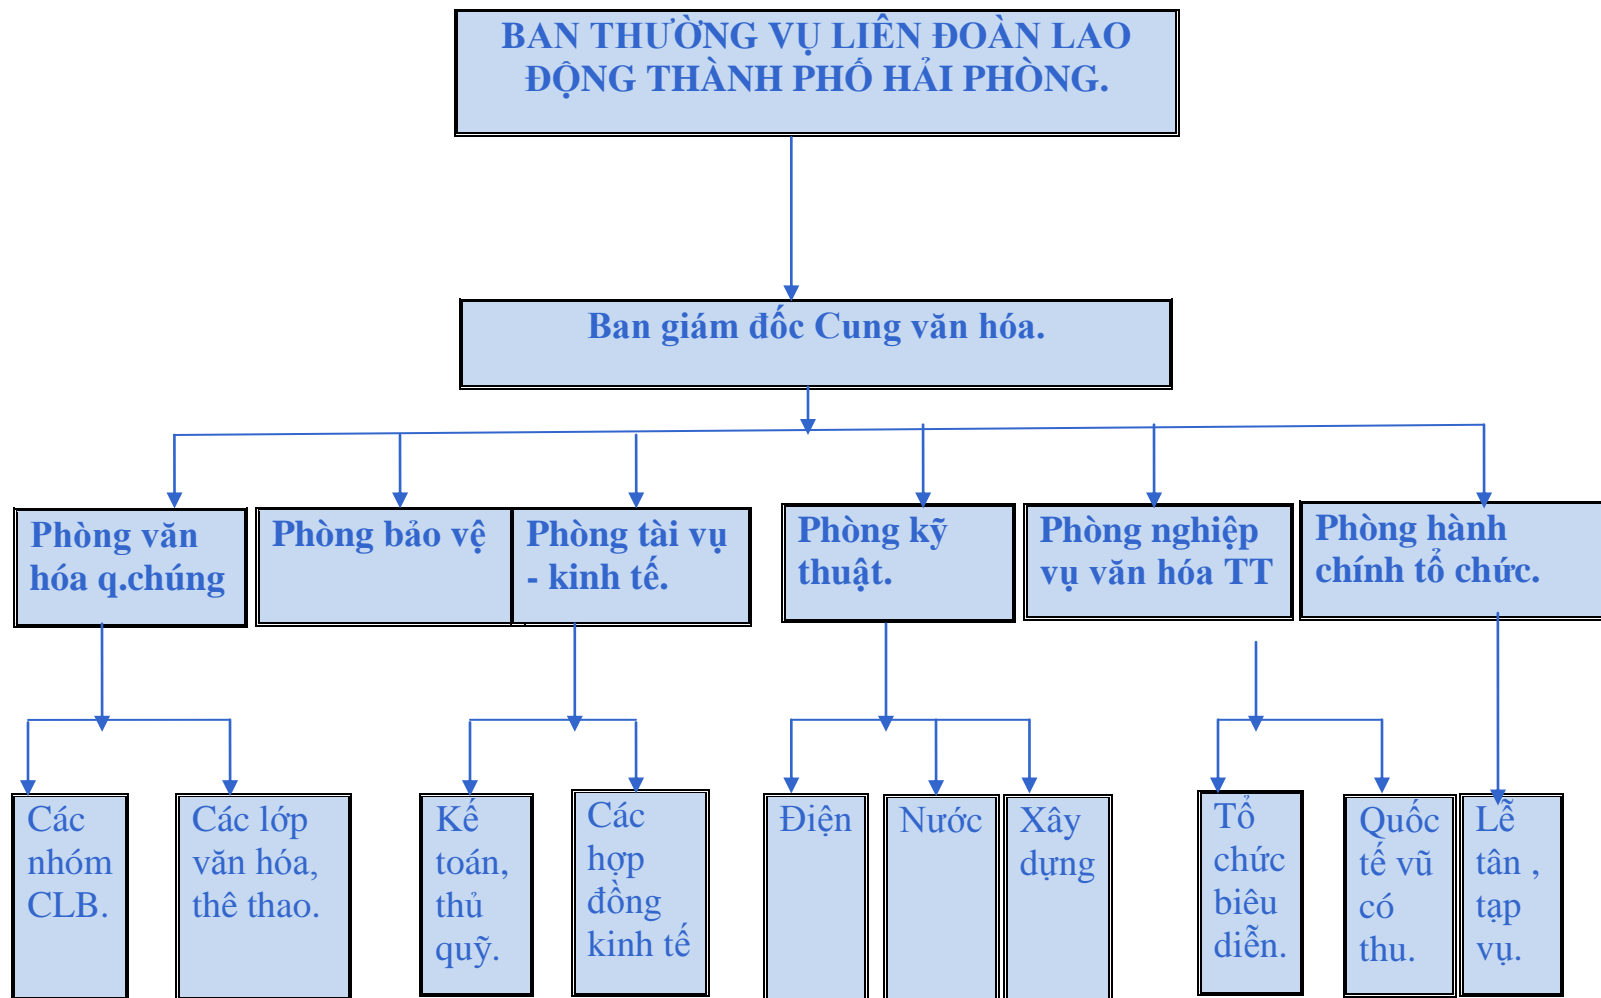 BAN THƯỜNG VỤ LIÊN ĐOÀN LAO
ĐỘNG THÀNH PHỐ HẢI PHÒNG.
Ban giám đốc Cung văn hóa.
Phòng văn
hóa q.chúng
Phòng bảo vệ
Phòng tài vụ
- kinh tế.
Phòng kỹ
thuật.
Phòng nghiệp
vụ văn hóa TT
Phòng hành
chính tổ chức.
Các
nhóm
CLB.
Các lớp
văn hóa,
thê thao.
Kế
toán,
thủ
quỹ.
Các
hợp
đồng
kinh tế
Điện
Nước
Xây
dựng
Tổ
chức
biêu
diễn.
Quốc
tế vũ
có
thu.
Lễ
tân ,
tạp
vụ.